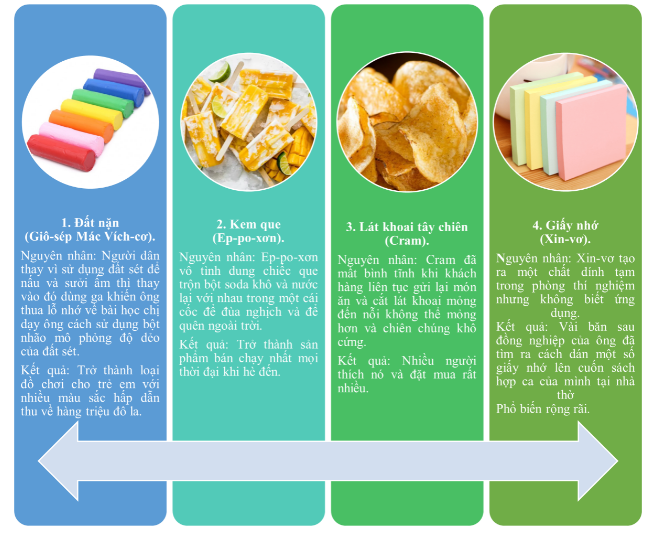 1. Đất nặn
(Giô-sép Mác Vích-cơ).
Nguyên nhân: Người dân
thay vì sử dụng đất sét để
nấu và sưởi ấm thì thay
vào đó dùng ga khiến ông
thua lỗ nhớ về bài học chị
dạy ông cách sử dụng bột
nhão mô phỏng độ dẻo
của đất sét.
Kết quả: Trở thành loại
đồ chơi cho trẻ em với
nhiều màu sắc hấp dẫn
thu về hàng triệu đô la.
2. Kem que
(Ep-po-xơn).
Nguyên nhân: Ep-po-xon
vô tình dung chiếc que
trộn bột soda khô và nước
lại với nhau trong một cái
cốc để đùa nghịch và để
quên ngoài trời.
Kết quả: Trở thành sản
phẩm bán chạy nhất mọi
thời đại khi hè đến.
3. Lát khoai tây chiên
(Cram).
Nguyên nhân: Cram đã
mất bình tĩnh khi khách
hàng liên tục gửi lại món
ăn và cắt lát khoai mỏng
đến nỗi không thể mỏng
hơn và chiên chúng khô
cứng.
Kết quả: Nhiều người
thích nó và đặt mua rất
nhiều.
4. Giấy nhớ
(Xin-vơ).
Nguyên nhân: Xin-vơ tạo
ra một chất dính tạm
trong phòng thí nghiệm
nhưng không biết ứng
dụng.
Kết quả: Vài băn sau
đồng nghiệp của ông đã
tìm ra cách dán một số
giấy nhớ lên cuốn sách
hợp ca của mình tại nhà
thờ
Phổ biến rộng rãi.